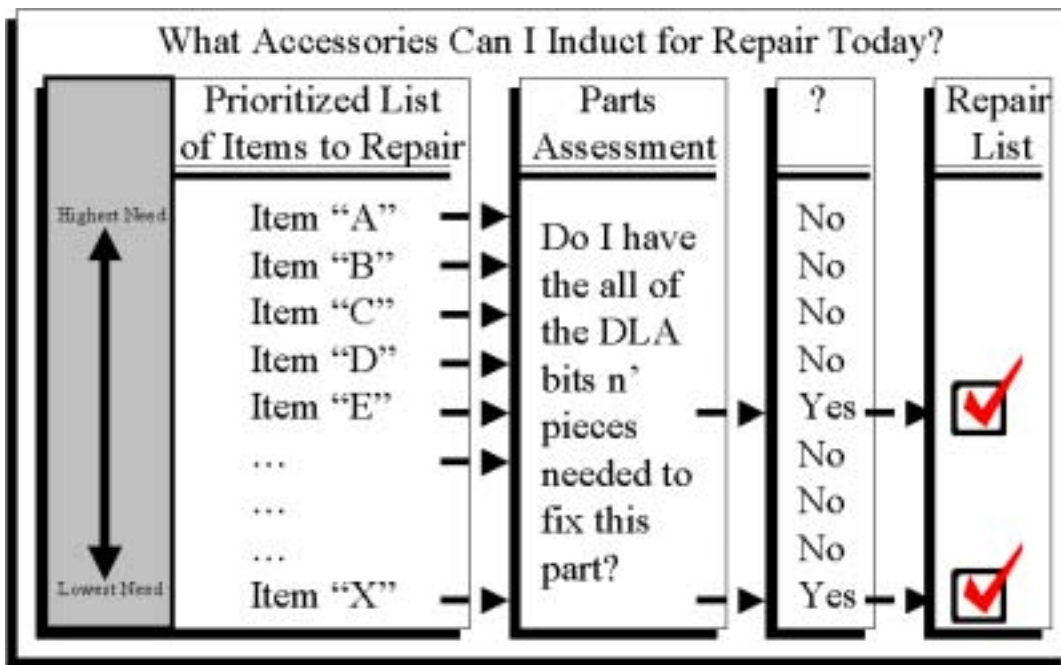 What Accessories Can I Induct for Repair Today?
Prioritized List
of Items to Repair
Parts
Assessment
?
Repair
List
Highest Need
Lowest Need
Item “A”
Item “B”
Item “C”
Item “D”
Item “E”
…
…
…
Item “X”
Do I have
the all of
the DLA
bits n’
pieces
needed to
fix this
part?
No
No
No
No
Yes
No
No
No
Yes